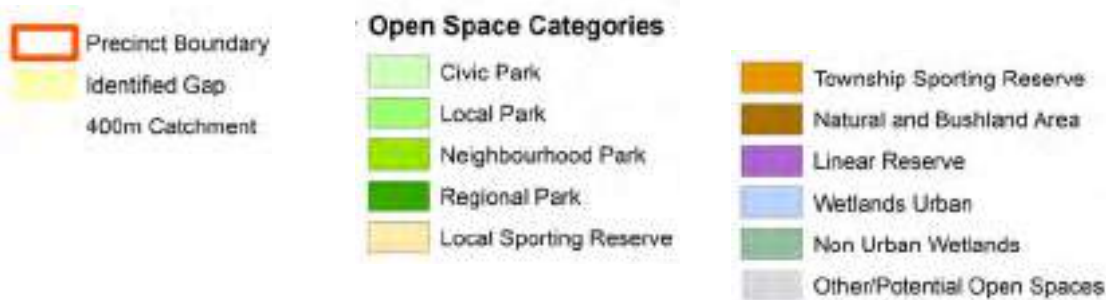 Precinct Boundary
Identified Gap
400m Catchment
Open Space Categories
Civic Park
Local Park
Neighbourhood Park
Regional Park
Local Sporting Reserve
Township Sporting Reserve
Natural and Bushland Area
Linear Reserve
Wetlands Urban
Non Urban Wetlands
Other/Potential Open Spaces